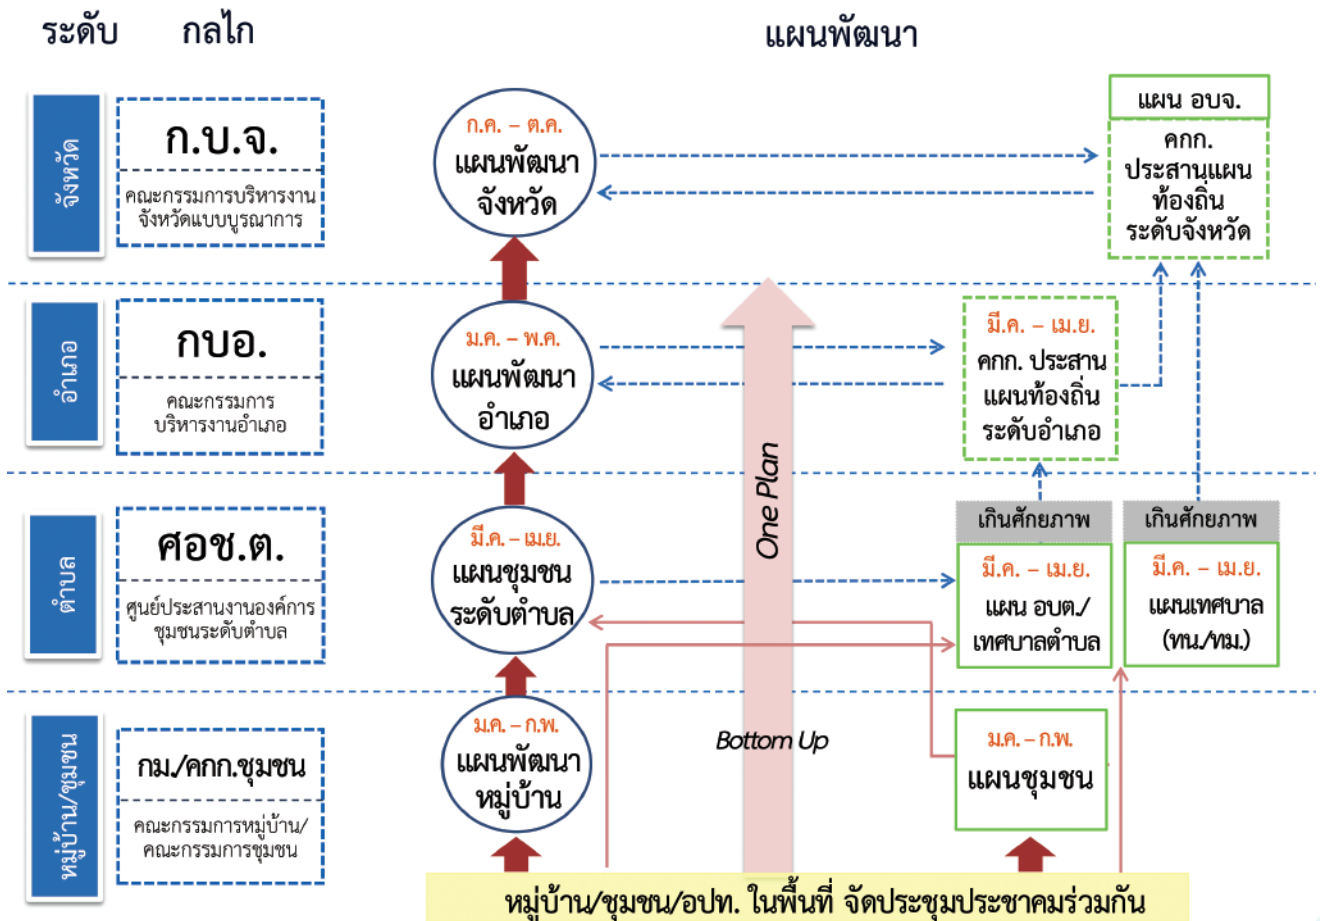 ระดับ กลไก แผนพัฒนา
จังหวัด
ก.บ.จ.
คณะกรรมการบริหารงาน
จังหวัดแบบบูรณาการ
ก.ค. – ต.ค.
แผนพัฒนา
จังหวัด
แผน อบจ.
คกก.
ประสานแผน
ท้องถิ่น
ระดับจังหวัด
อำเภอ
กบอ.
คณะกรรมการ
บริหารงานอำเภอ
ม.ค. – พ.ค.
แผนพัฒนา
อำเภอ
มี.ค. – เม.ย.
คกก. ประสาน
แผนท้องถิ่น
ระดับอำเภอ
One Plan
ตำบล
ศอช.ต.
ศูนย์ประสานงานองค์การ
ชุมชนระดับตำบล
มี.ค. – เม.ย.
แผนชุมชน
ระดับตำบล
เกินศักยภาพ
มี.ค. – เม.ย.
แผน อบต./
เทศบาลตำบล
เกินศักยภาพ
มี.ค. – เม.ย.
แผนเทศบาล
(ทน./ทม.)
หมู่บ้าน/ชุมชน
กม./คกก.ชุมชน
คณะกรรมการหมู่บ้าน/
คณะกรรมการชุมชน
ม.ค. – ก.พ.
แผนพัฒนา
หมู่บ้าน
Bottom Up
ม.ค. – ก.พ.
แผนชุมชน
หมู่บ้าน/ชุมชน/อปท. ในพื้นที่ จัดประชุมประชาคมร่วมกัน